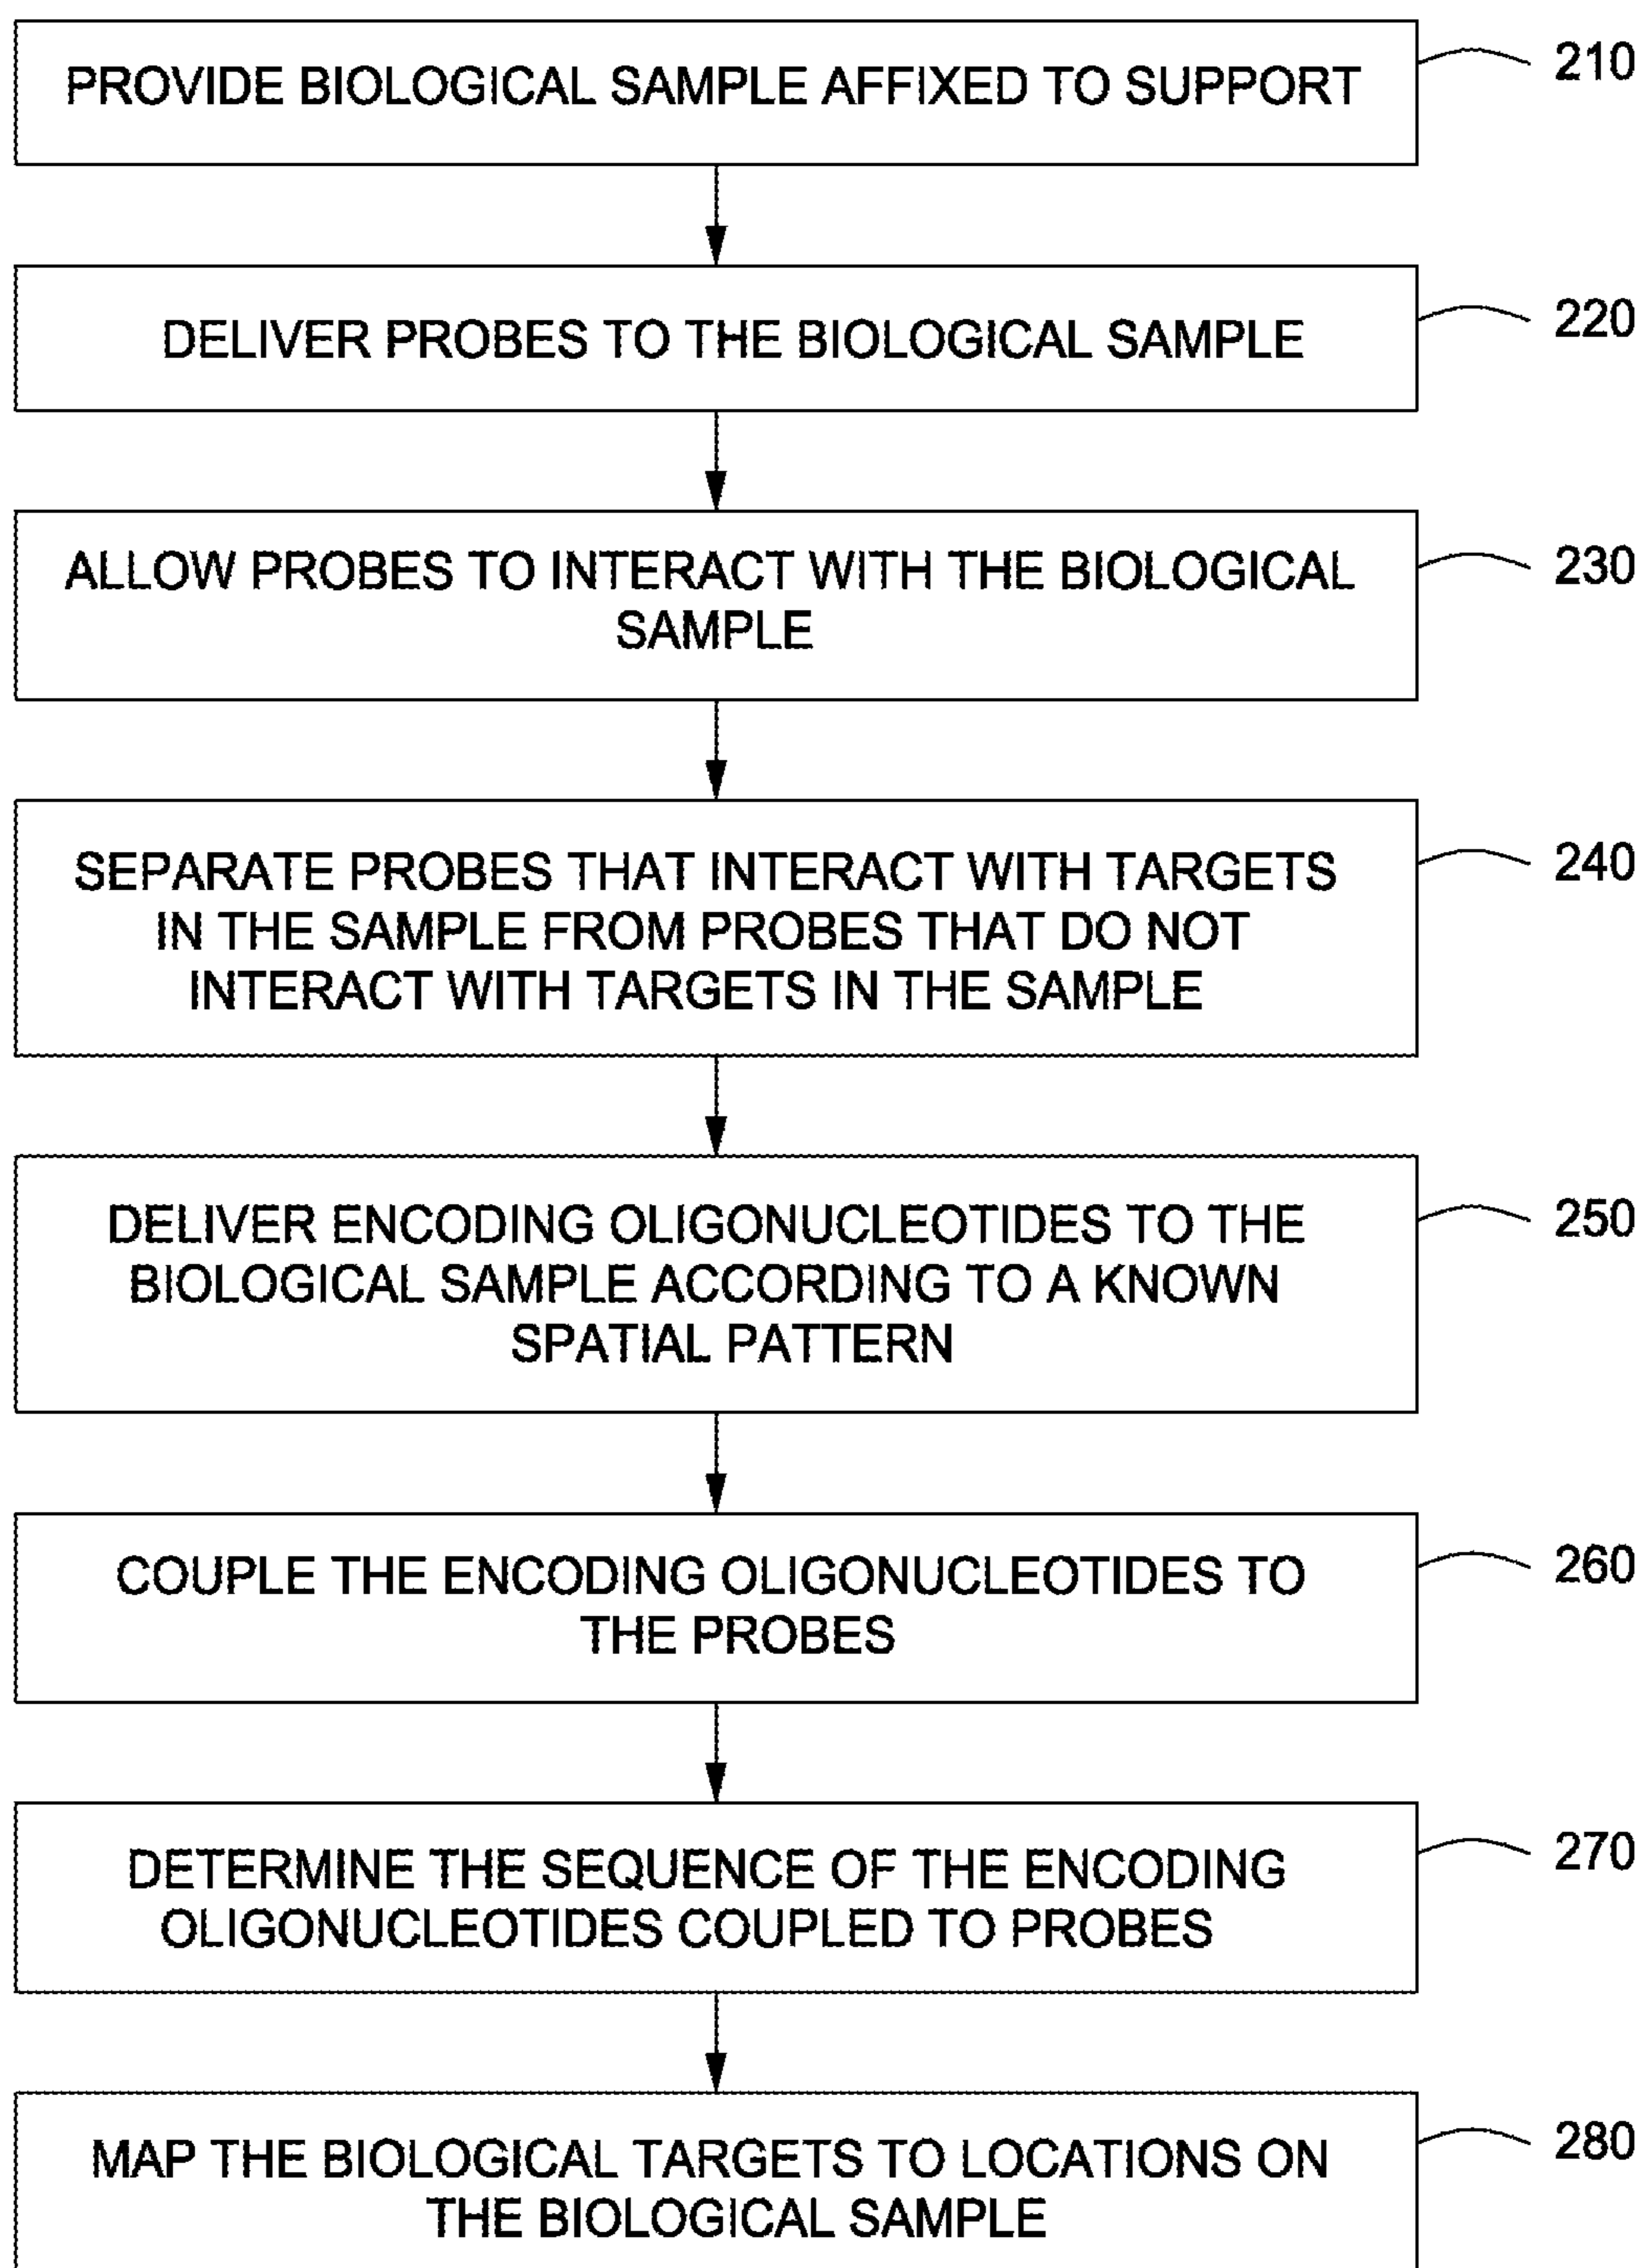 PROVIDE BIOLOGICAL SAMPLE AFFIXED TO SUPPORT
210
DELIVER PROBES TO THE BIOLOGICAL SAMPLE
220
ALLOW PROBES TO INTERACT WITH THE BIOLOGICAL
SAMPLE
230
SEPARATE PROBES THAT INTERACT WITH TARGETS
IN THE SAMPLE FROM PROBES THAT DO NOT
INTERACT WITH TARGETS IN THE SAMPLE
240
DELIVER ENCODING OLIGONUCLEOTIDES TO THE
BIOLOGICAL SAMPLE ACCORDING TO A KNOWN
SPATIAL PATTERN
250
COUPLE THE ENCODING OLIGONUCLEOTIDES TO
THE PROBES
260
DETERMINE THE SEQUENCE OF THE ENCODING
OLIGONUCLEOTIDES COUPLED TO PROBES
270
MAP THE BIOLOGICAL TARGETS TO LOCATIONS ON
THE BIOLOGICAL SAMPLE
280